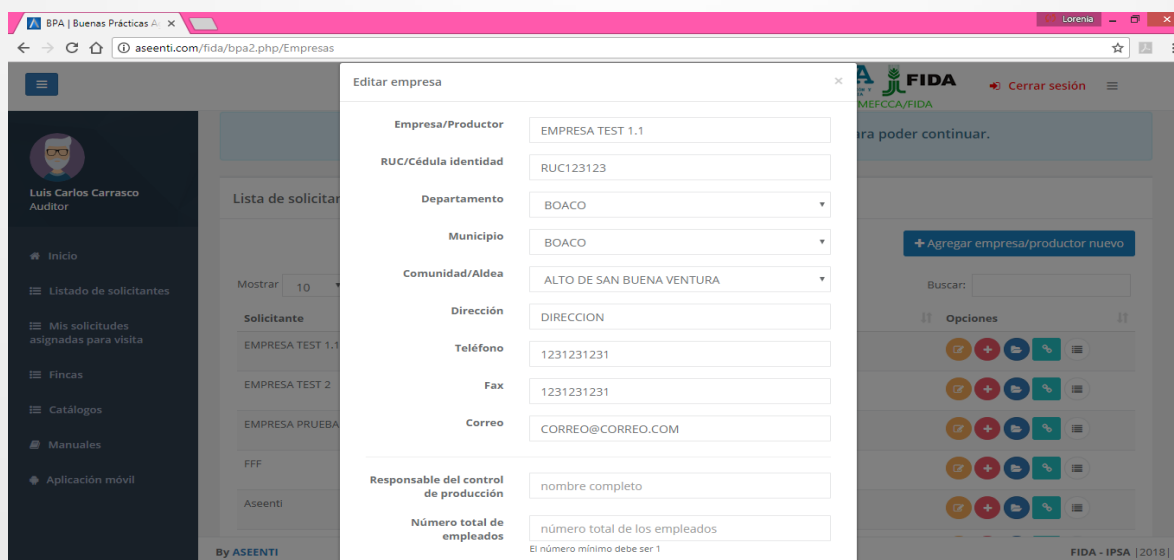 BPA | Buenas Prácticas A
Lorenia
aseenti.com/fida/bpa2.php/Empresas
Editar empresa
FIDA
MEFCCA/FIDA
Cerrar sesión
ra poder continuar.
Luis Carlos Carrasco
Auditor
Inicio
Listado de solicitantes
Mis solicitudes
asignadas para visita
Fincas
Catálogos
Manuales
Aplicación móvil
Lista de solicitan
Agregar empresa/productor nuevo
Mostrar 10
Buscar:
Solicitante
Opciones
EMPRESA TEST 1.1
EMPRESA TEST 2
EMPRESA PRUEBA
FFF
Aseenti
Empresa/Productor EMPRESA TEST 1.1
RUC/Cédula identidad RUC123123
Departamento BOACO
Municipio BOACO
Comunidad/Aldea ALTO DE SAN BUENA VENTURA
Dirección DIRECCION
Teléfono 1231231231
Fax 1231231231
Correo CORREO@CORREO.COM
Responsable del control
de producción nombre completo
Número total de
empleados número total de los empleados
El número mínimo debe ser 1
By ASEENTI
FIDA - IPSA |2018|